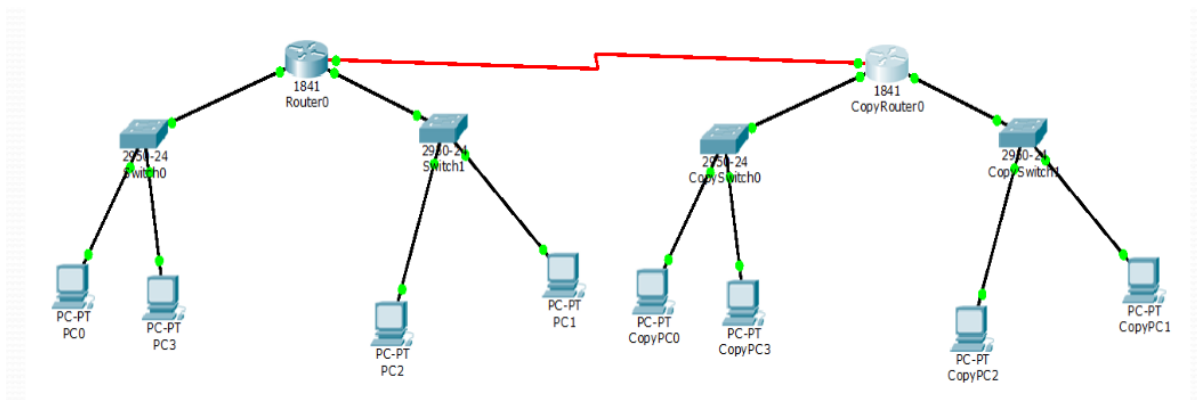 1841
Router0
1841
CopyRouter0
2950-24
Switch0
2950-24
Switch1
2950-24
CopySwitch0
2950-24
CopySwitch1
PC-PT
PC0
PC-PT
PC3
PC-PT
PC2
PC-PT
PC1
PC-PT
CopyPC0
PC-PT
CopyPC3
PC-PT
CopyPC2
PC-PT
CopyPC1